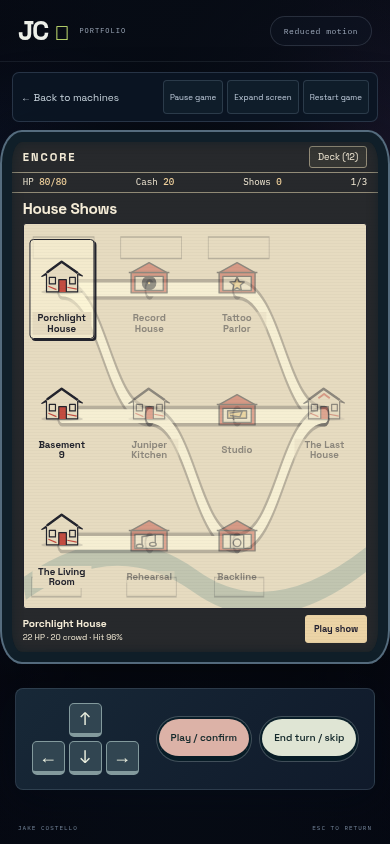 JC PORTFOLIO
Reduced motion
← Back to machines
Pause game
Expand screen
Restart game
ENCORE
Deck (12)
HP 80/80 Cash 20 Shows 0 1/3
House Shows
Porchlight
House
Record
House
Tattoo
Parlor
Basement
9
Juniper
Kitchen
Studio
The Last
House
The Living
Room
Rehearsal
Backline
Porchlight House
22 HP · 20 crowd · Hit 96%
Play show
↑
← ↓ →
Play / confirm
End turn / skip
JAKE COSTELLO
ESC TO RETURN